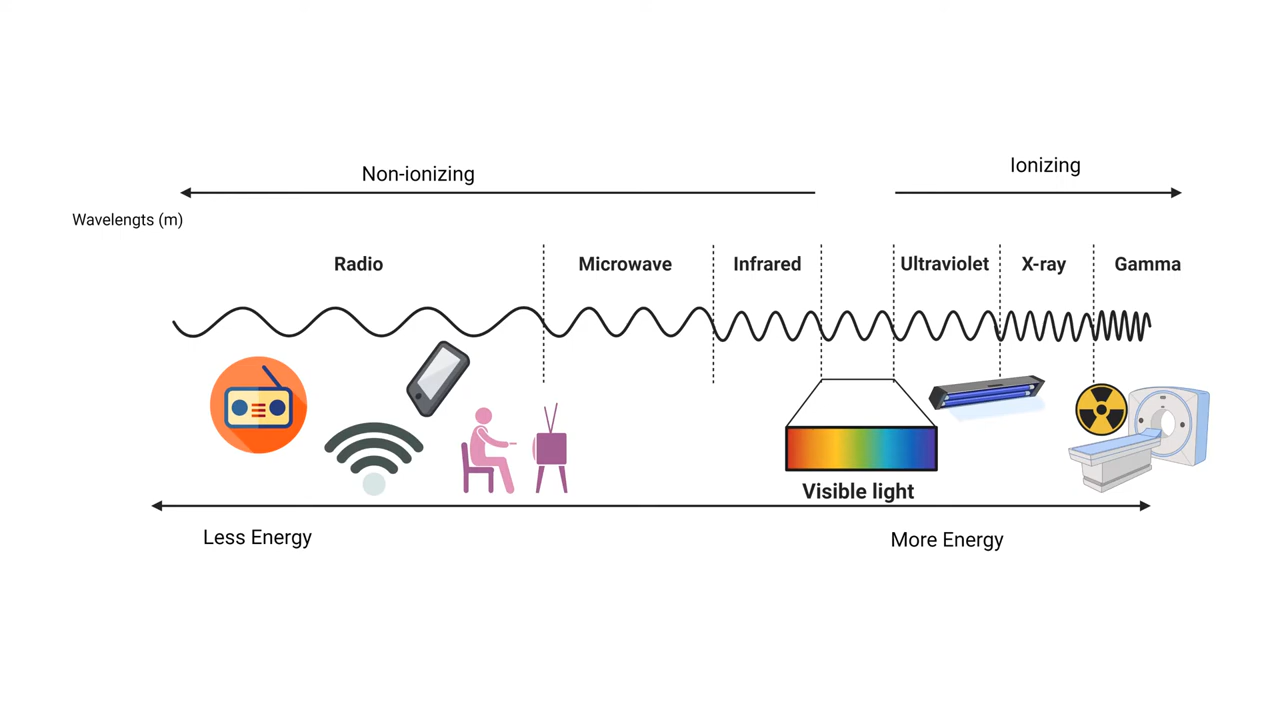 Non-ionizing
Ionizing
Wavelengts (m)
Radio
Microwave
Infrared
Ultraviolet
X-ray
Gamma
Visible light
Less Energy
More Energy